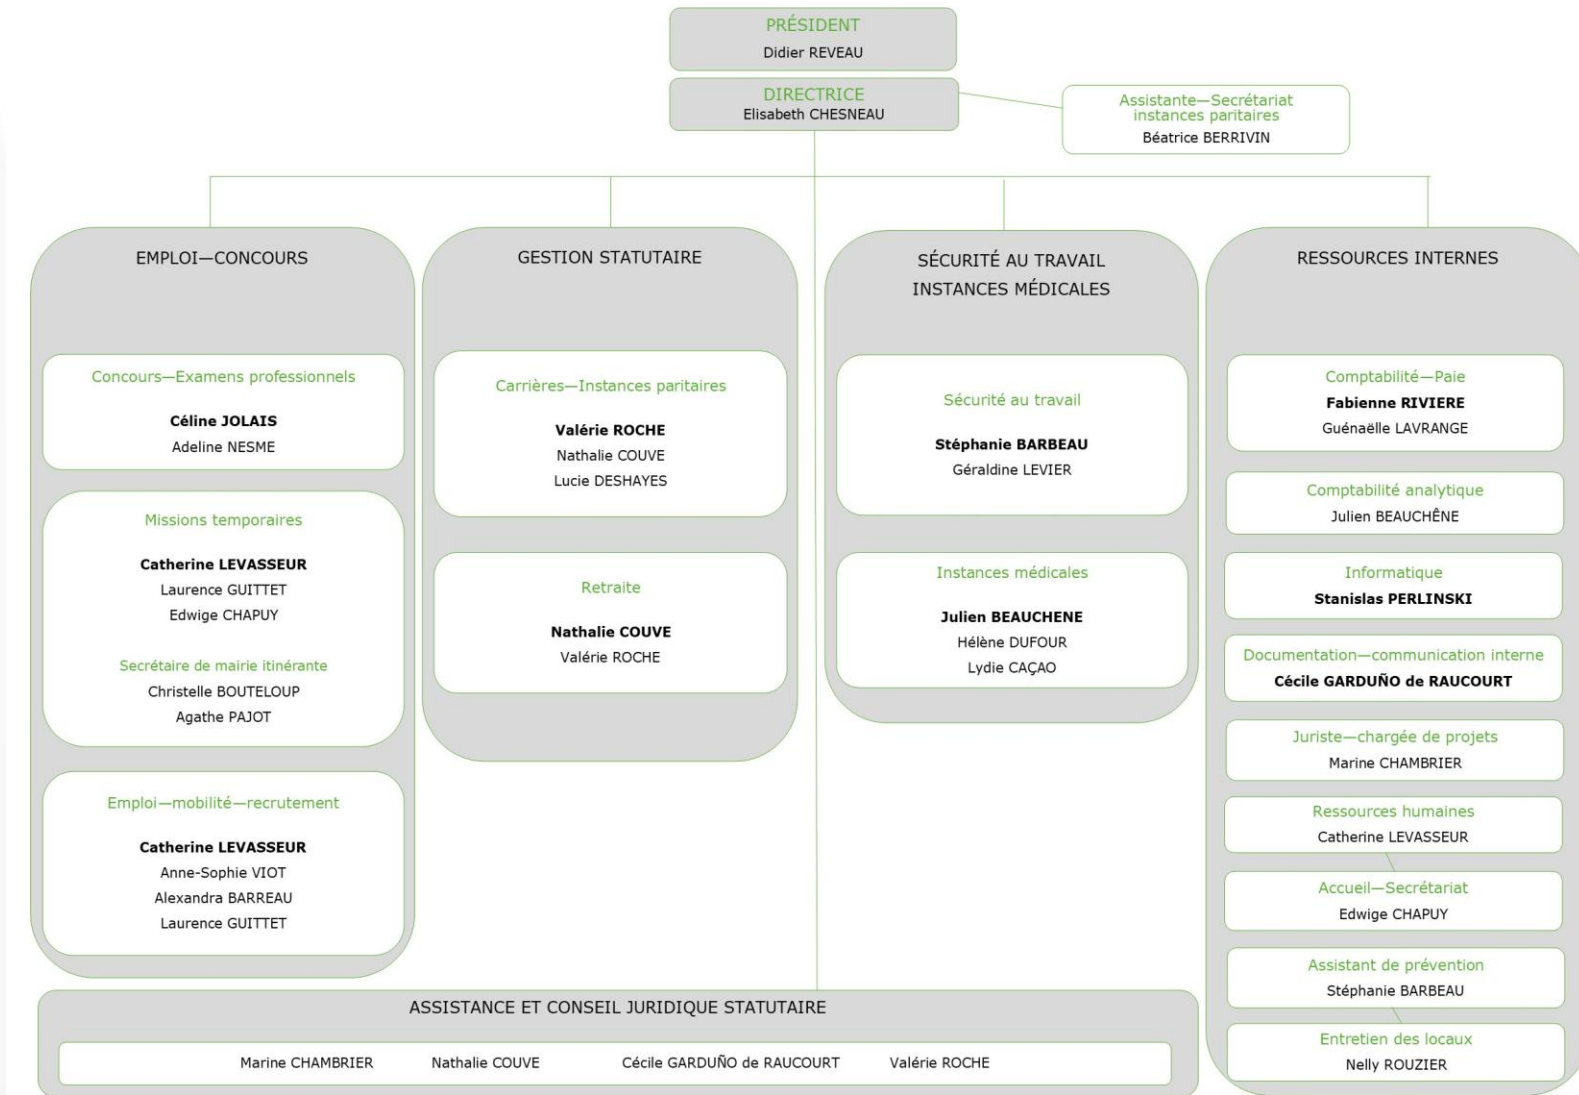 PRÉSIDENT
Didier REVEAU
DIRECTRICE
Elisabeth CHESNEAU
Assistante—Secrétariat
instances paritaires
Béatrice BERRIVIN
EMPLOI—CONCOURS
Concours—Examens professionnels
Céline JOLAIS
Adeline NESME
Missions temporaires
Catherine LEVASSEUR
Laurence GUITTET
Edwige CHAPUY
Secrétaire de mairie itinérante
Christelle BOUTELOUP
Agathe PAJOT
Emploi—mobilité—recrutement
Catherine LEVASSEUR
Anne-Sophie VIOT
Alexandra BARREAU
Laurence GUITTET
GESTION STATUTAIRE
Carrières—Instances paritaires
Valérie ROCHE
Nathalie COUVE
Lucie DESHAYES
Retraite
Nathalie COUVE
Valérie ROCHE
SÉCURITÉ AU TRAVAIL
INSTANCES MÉDICALES
Sécurité au travail
Stéphanie BARBEAU
Géraldine LEVIER
Instances médicales
Julien BEAUCHENE
Hélène DUFOUR
Lydie CAÇAO
RESSOURCES INTERNES
Comptabilité—Paie
Fabienne RIVIERE
Guénaëlle LAVRANGE
Comptabilité analytique
Julien BEAUCHÊNE
Informatique
Stanislas PERLINSKI
Documentation—communication interne
Cécile GARDUÑO de RAUCOURT
Juriste—chargée de projets
Marine CHAMBRIER
Ressources humaines
Catherine LEVASSEUR
Accueil—Secrétariat
Edwige CHAPUY
Assistant de prévention
Stéphanie BARBEAU
Entretien des locaux
Nelly ROUZIER
ASSISTANCE ET CONSEIL JURIDIQUE STATUTAIRE
Marine CHAMBRIER Nathalie COUVE Cécile GARDUÑO de RAUCOURT Valérie ROCHE